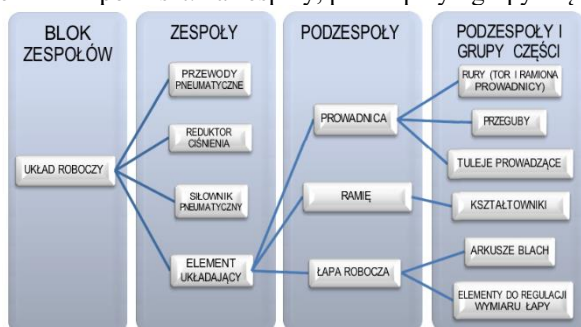 BLOK
ZESPOŁÓW
ZESPOŁY
PODZESPOŁY
PODZESPOŁY I
GRUPY CZĘŚCI
UKŁAD ROBOCZY
PRZEWODY
PNEUMATYCZNE
REDUKTOR
CIŚNIENIA
SIŁOWNIK
PNEUMATYCZNY
ELEMENT
UKŁADAJĄCY
PROWADNICA
RAMIĘ
ŁAPA ROBOCZA
RURY (TOR I RAMIONA
PROWADNICY)
PRZEGUBY
TULEJE PROWADZĄCE
KSZTAŁTOWNIKI
ARKUSZE BLACH
ELEMENTY DO REGULACJI
WYMIARU ŁAPY